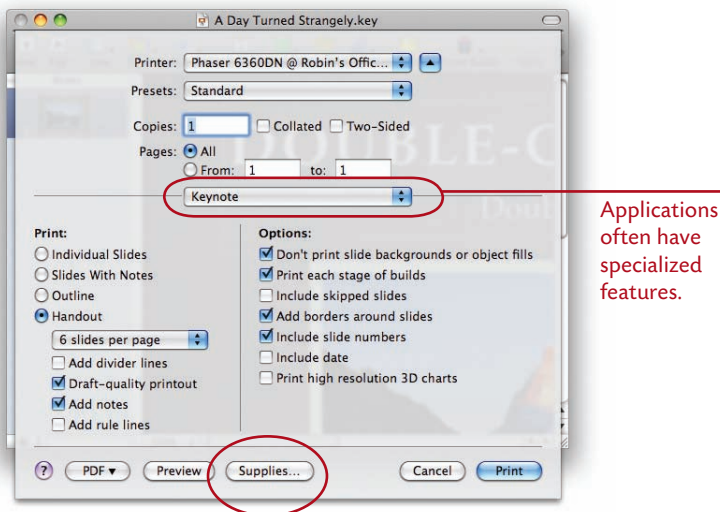 A Day Turned Strangely.key
Printer: Phaser 6360DN @ Robin's Offic...
Presets: Standard
Copies: 1 Collated Two-Sided
Pages: All
From: 1 to: 1
Keynote
Print:
Individual Slides
Slides With Notes
Outline
Handout
6 slides per page
Add divider lines
Draft-quality printout
Add notes
Add rule lines
Options:
Don't print slide backgrounds or object fills
Print each stage of builds
Include skipped slides
Add borders around slides
Include slide numbers
Include date
Print high resolution 3D charts
? PDF Preview Supplies... Cancel Print
DOUBLE-C
Doub
Applications
often have
specialized
features.